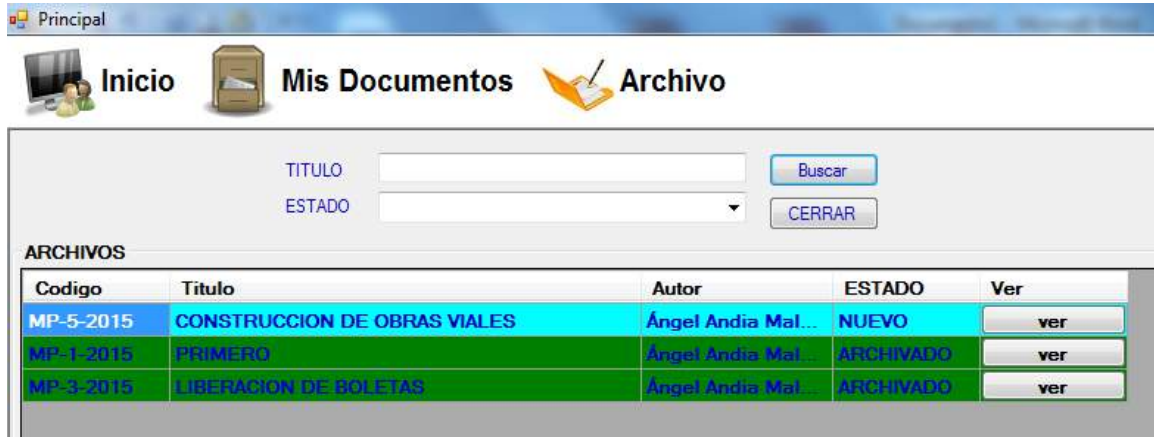 Principal
Inicio Mis Documentos Archivo
TITULO Buscar
ESTADO CERRAR
ARCHIVOS
Codigo Titulo Autor ESTADO Ver
MP-5-2015 CONSTRUCCION DE OBRAS VIALES Ángel Andia Mal... NUEVO ver
MP-1-2015 PRIMERO Ángel Andia Mal... ARCHIVADO ver
MP-3-2015 LIBERACION DE BOLETAS Ángel Andia Mal... ARCHIVADO ver